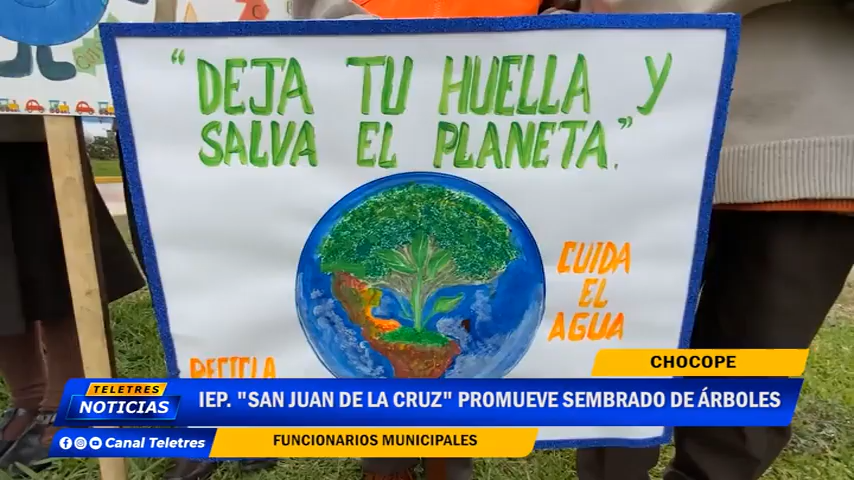 "DEJA TU HUELLA Y
SALVA EL PLANETA."
CUIDA
EL
AGUA
RECICLA
CHOCOPE
TELETRES
NOTICIAS
IEP. "SAN JUAN DE LA CRUZ" PROMUEVE SEMBRADO DE ÁRBOLES
Canal Teletres
FUNCIONARIOS MUNICIPALES